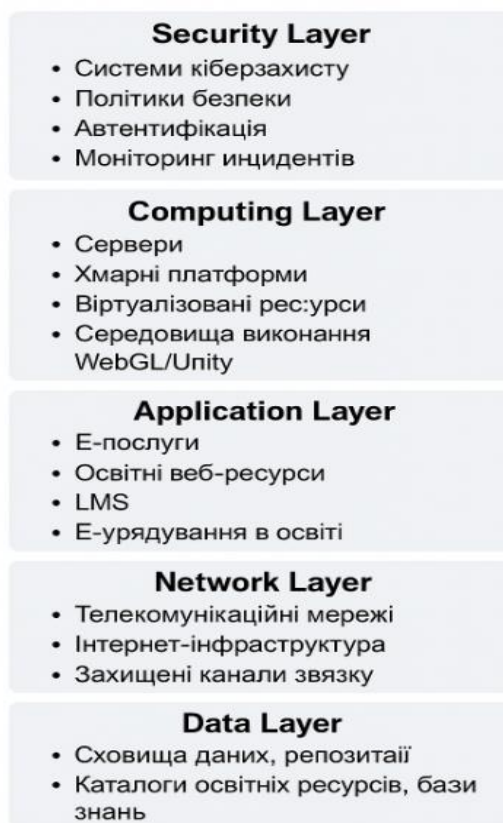 Security Layer
• Системи кіберзахисту
• Політики безпеки
• Автентифікація
• Моніторинг инцидентів
Computing Layer
• Сервери
• Хмарні платформи
• Віртуалізовані рес:урси
• Середовища виконання
WebGL/Unity
Application Layer
• Е-послуги
• Освітні веб-ресурси
• LMS
• Е-урядування в освіті
Network Layer
• Телекомунікаційні мережі
• Інтернет-інфраструктура
• Захищені канали звязку
Data Layer
• Сховища даних, репозитаії
• Каталоги освітніх ресурсів, бази
знань